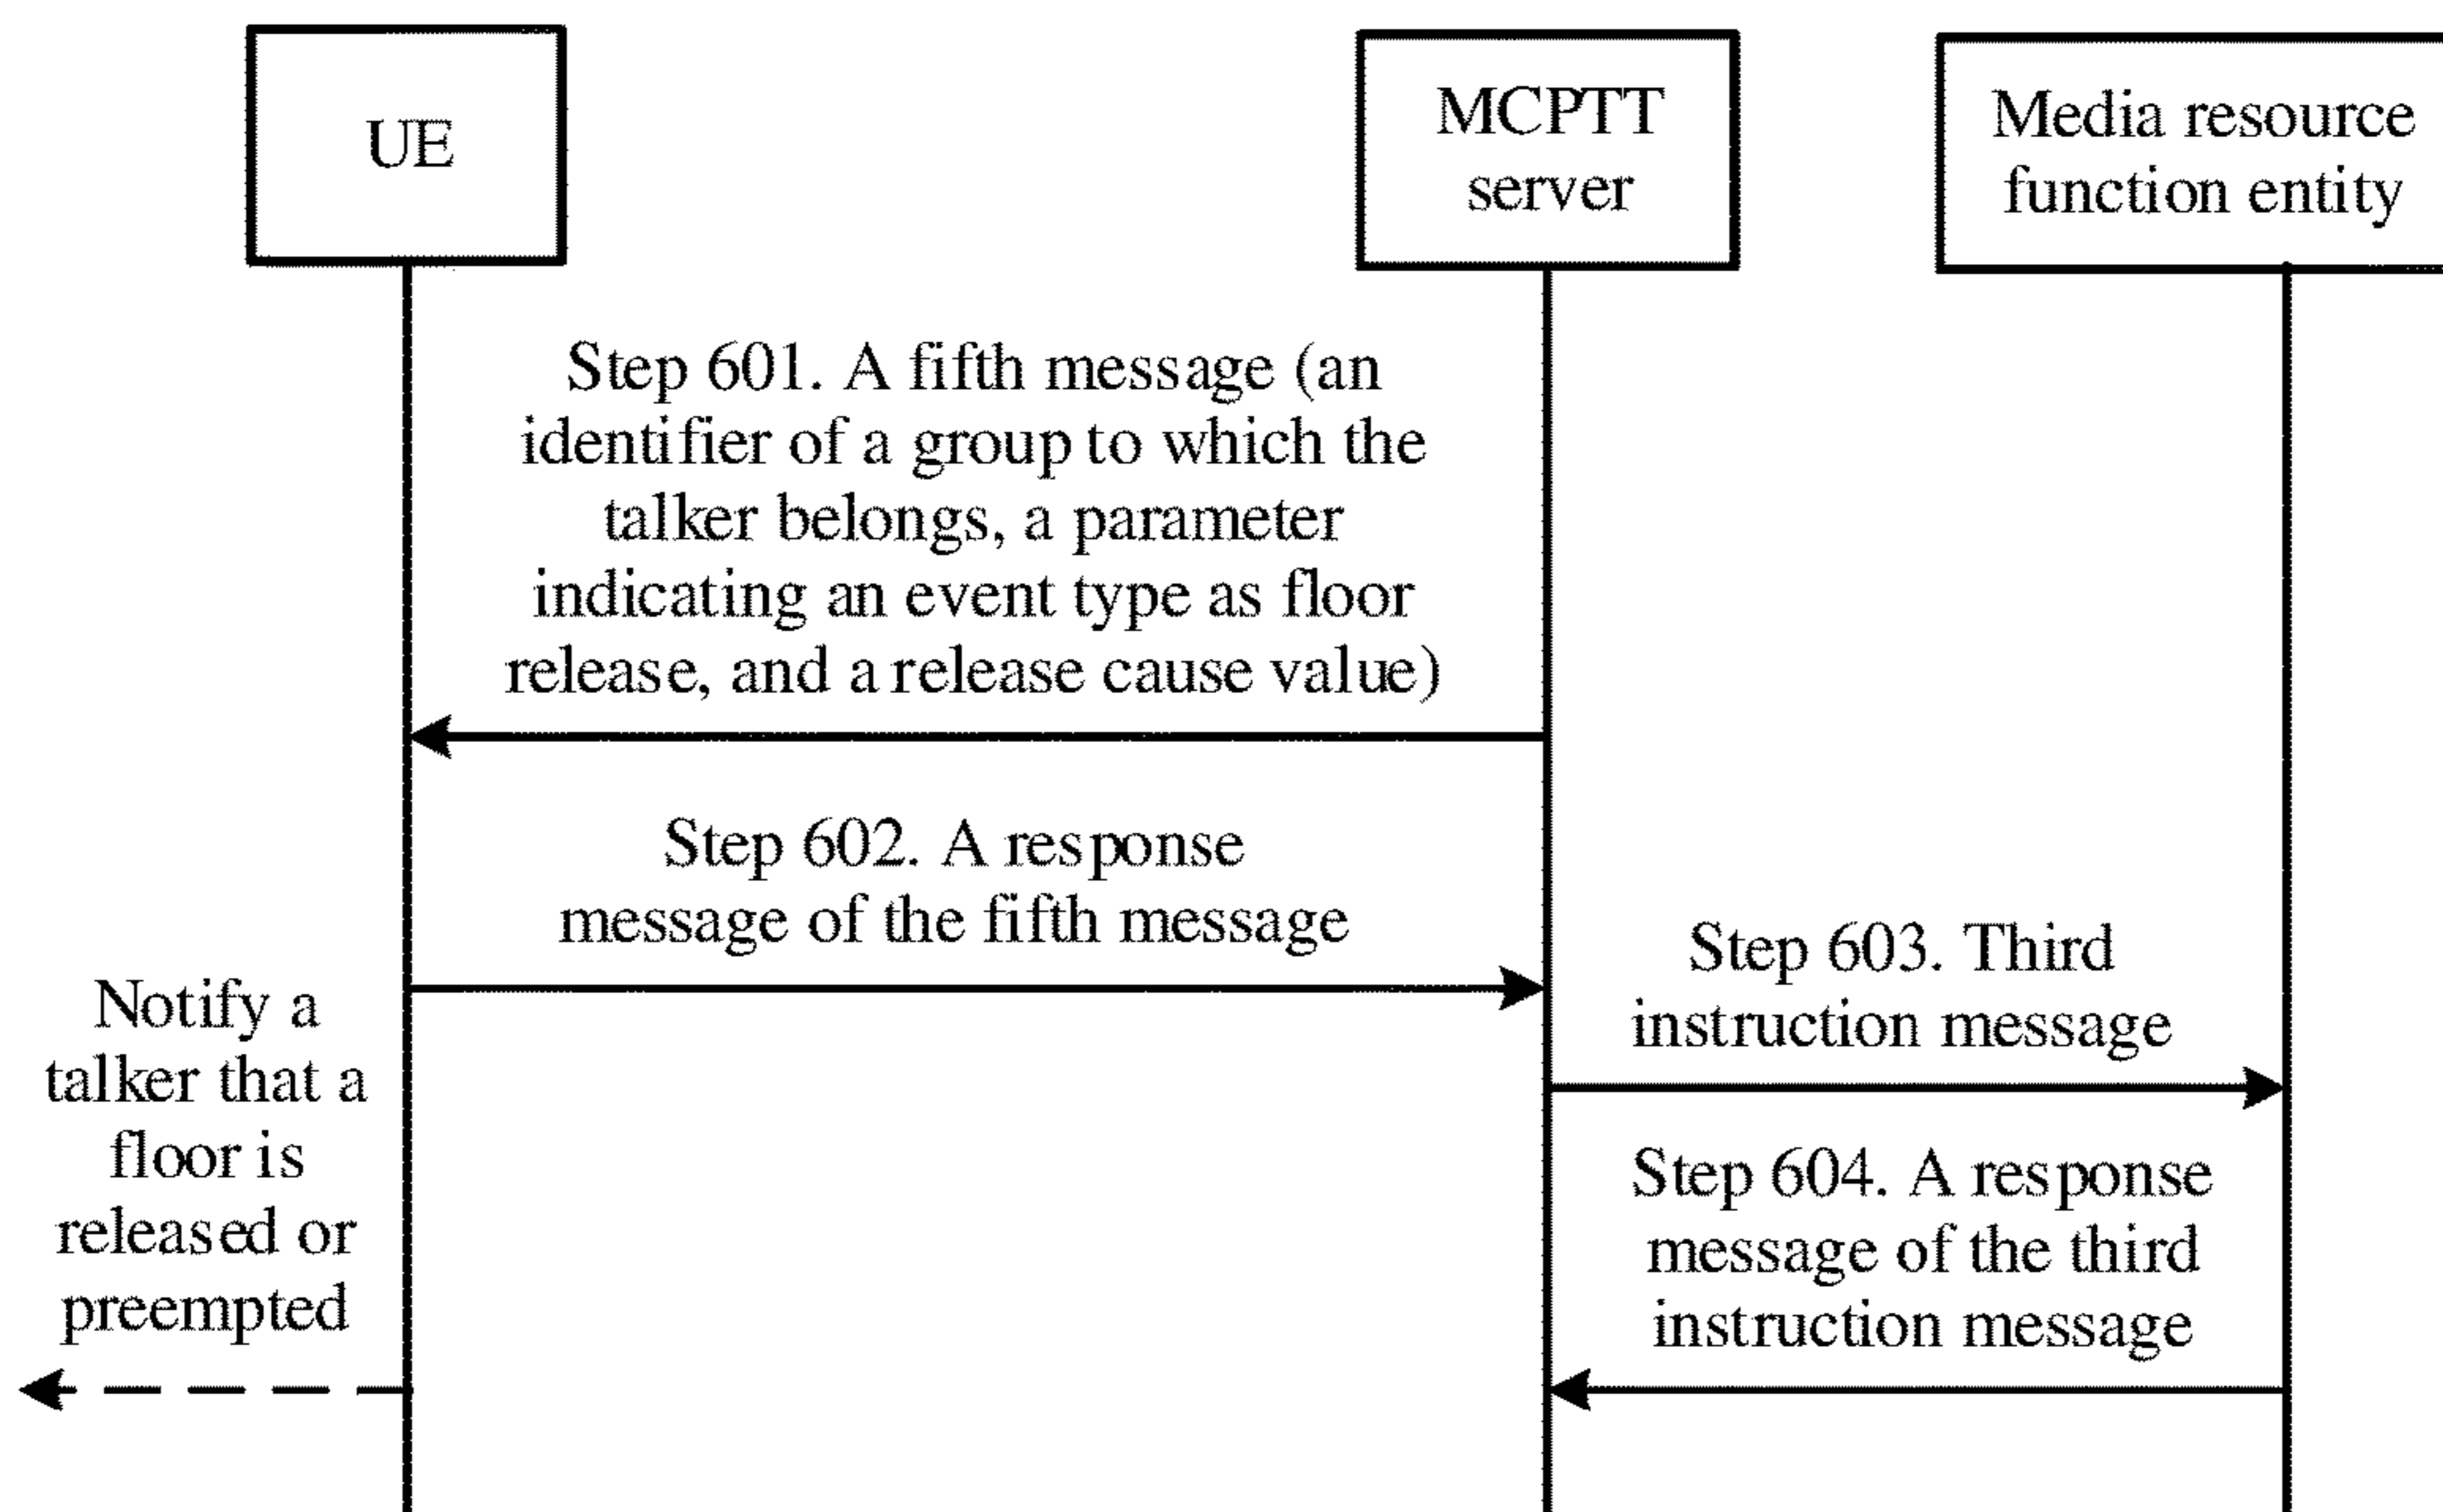 UE
MCPTT
server
Media resource
function entity
Step 601. A fifth message (an
identifier of a group to which the
talker belongs, a parameter
indicating an event type as floor
release, and a release cause value)
Step 602. A response
message of the fifth message
Notify a
talker that a
floor is
released or
preempted
Step 603. Third
instruction message
Step 604. A response
message of the third
instruction message